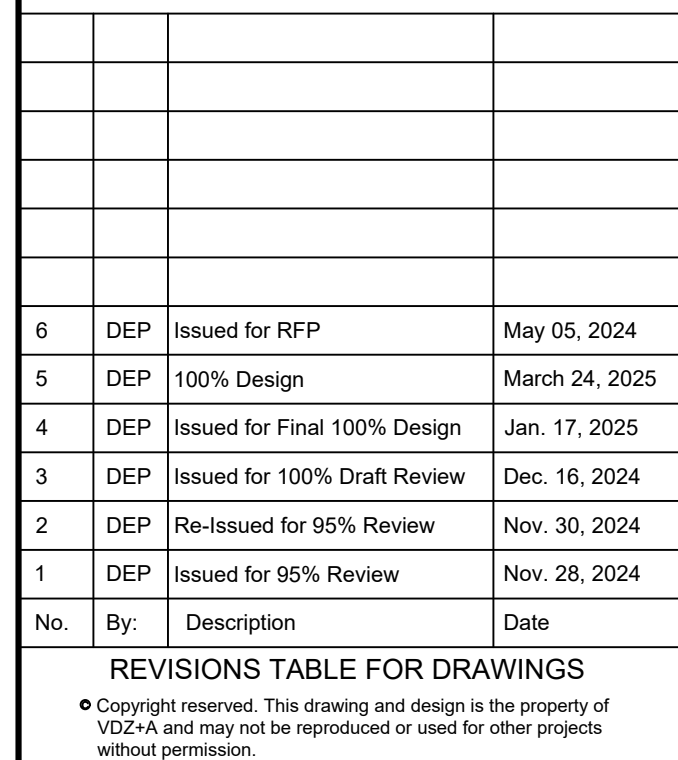 6 DEP Issued for RFP May 05, 2024
5 DEP 100% Design March 24, 2025
4 DEP Issued for Final 100% Design Jan. 17, 2025
3 DEP Issued for 100% Draft Review Dec. 16, 2024
2 DEP Re-Issued for 95% Review Nov. 30, 2024
1 DEP Issued for 95% Review Nov. 28, 2024
No. By: Description Date
REVISIONS TABLE FOR DRAWINGS
© Copyright reserved. This drawing and design is the property of
VDZ+A and may not be reproduced or used for other projects
without permission.